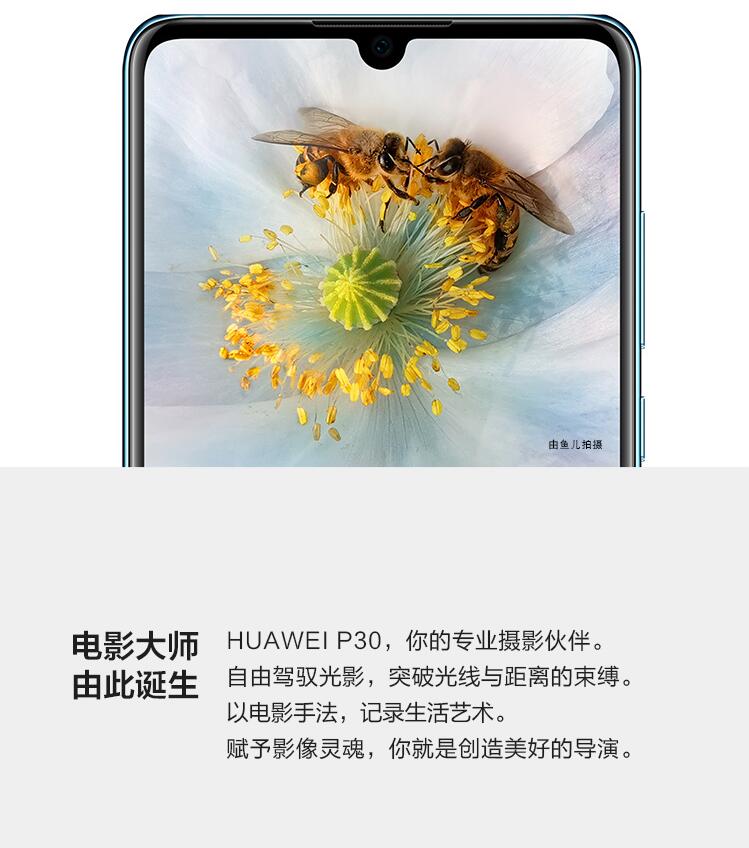 由鱼儿拍摄
电影大师
由此诞生
HUAWEI P30，你的专业摄影伙伴。
自由驾驭光影，突破光线与距离的束缚。
以电影手法，记录生活艺术。
赋予影像灵魂，你就是创造美好的导演。